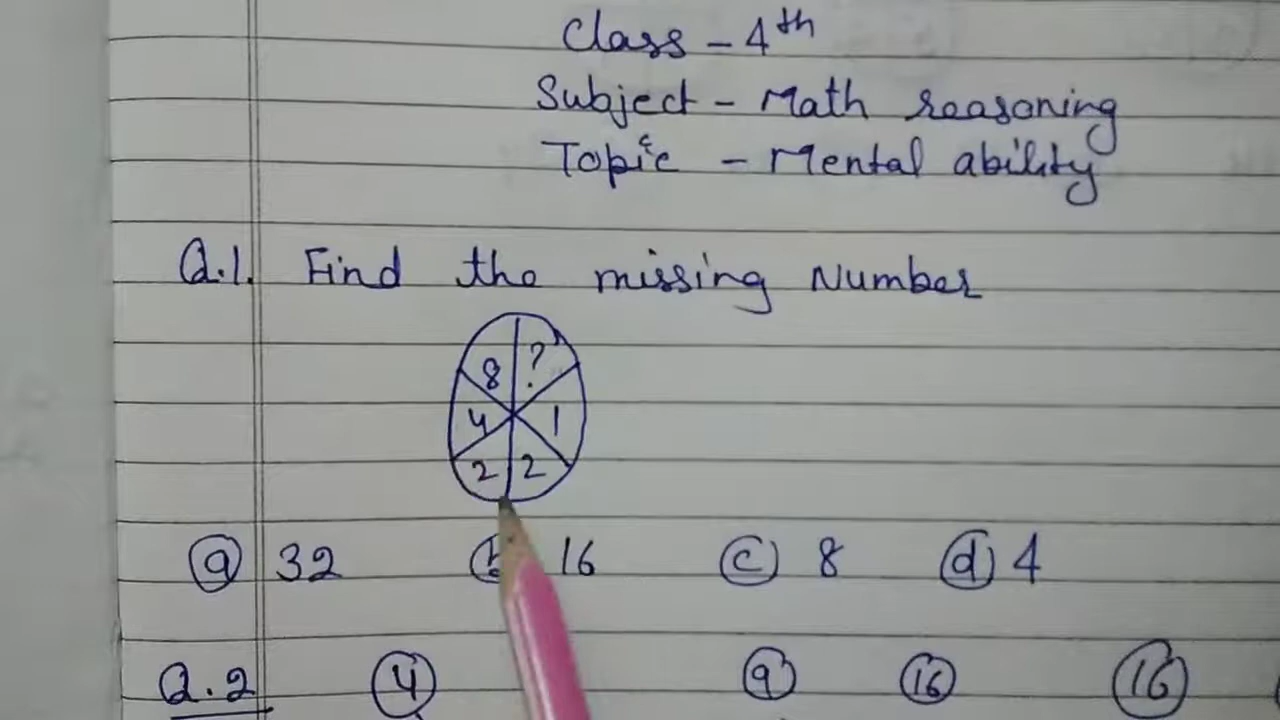 Class - 4th
Subject - Math reasoning
Topic - Mental ability
Q.1. Find the missing Number
8 ?
4 1
2 2
a 32 b 16 c 8 d 4
Q.2 4 9 16 16